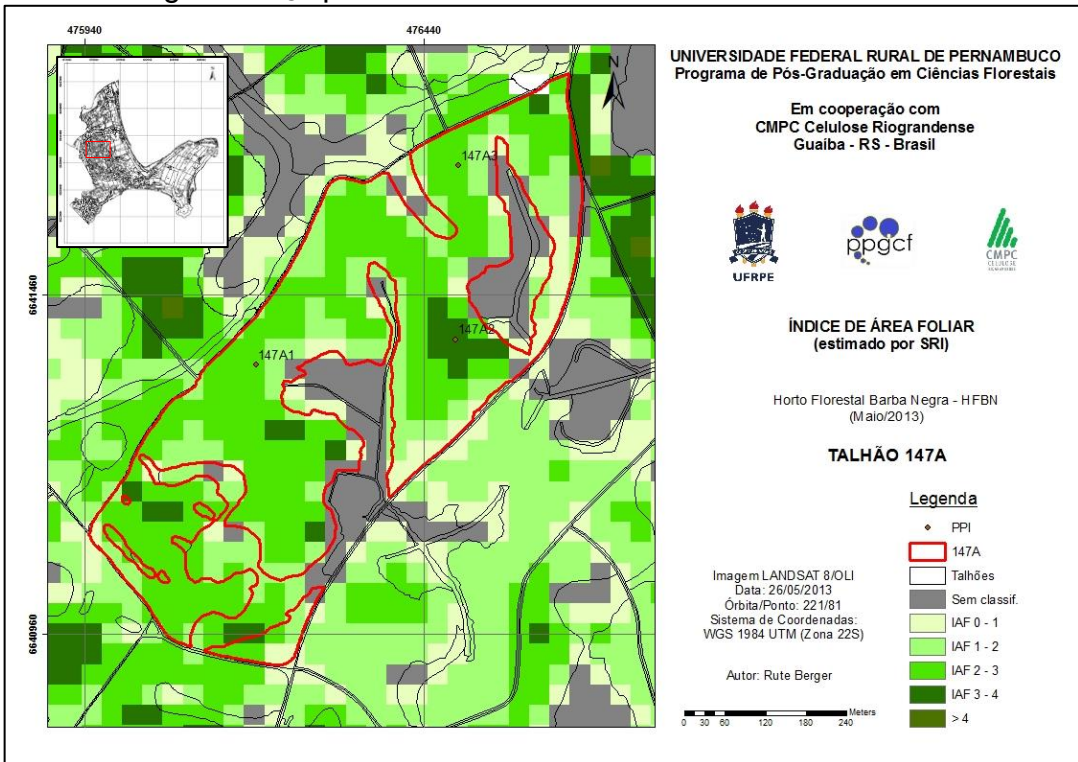 475940
476440
UNIVERSIDADE FEDERAL RURAL DE PERNAMBUCO
Programa de Pós-Graduação em Ciências Florestais
Em cooperação com
CMPC Celulose Riograndense
Guaíba - RS - Brasil
N
147A3
UFRPE
ppgcf
CMPC
CELULOSE
6641460
147A2
147A1
ÍNDICE DE ÁREA FOLIAR
(estimado por SRI)
Horto Florestal Barba Negra - HFBN
(Maio/2013)
TALHÃO 147A
Legenda
PPI
147A
Talhões
Sem classif.
IAF 0 - 1
IAF 1 - 2
IAF 2 - 3
IAF 3 - 4
> 4
Imagem LANDSAT 8/OLI
Data: 26/05/2013
Órbita/Ponto: 221/81
Sistema de Coordenadas:
WGS 1984 UTM (Zona 22S)
6640960
Autor: Rute Berger
Meters
0 30 60 120 180 240